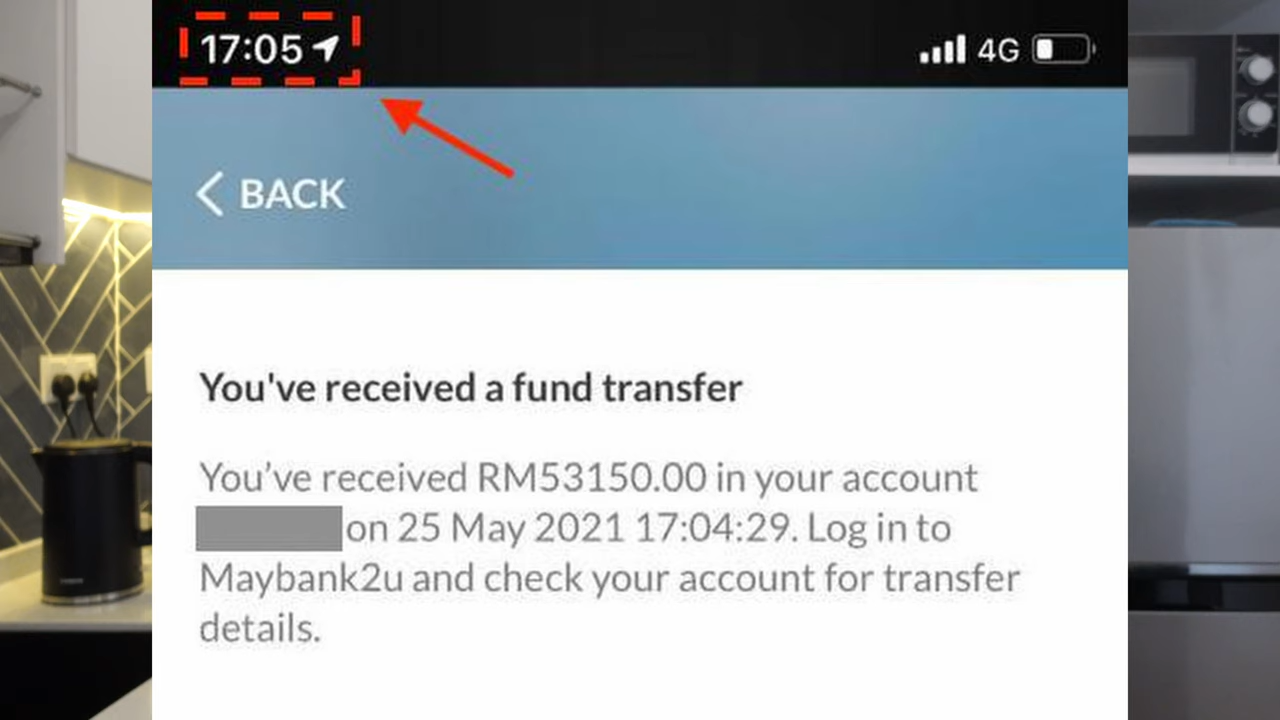 17:05
4G
BACK
You've received a fund transfer
You've received RM53150.00 in your account
on 25 May 2021 17:04:29. Log in to
Maybank2u and check your account for transfer
details.